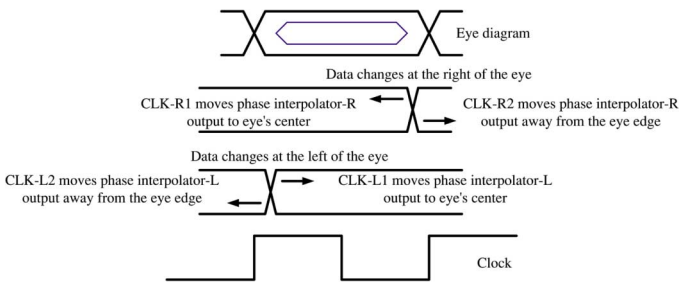 Eye diagram
Data changes at the right of the eye
CLK-R1 moves phase interpolator-R
output to eye's center
CLK-R2 moves phase interpolator-R
output away from the eye edge
Data changes at the left of the eye
CLK-L2 moves phase interpolator-L
output away from the eye edge
CLK-L1 moves phase interpolator-L
output to eye's center
Clock